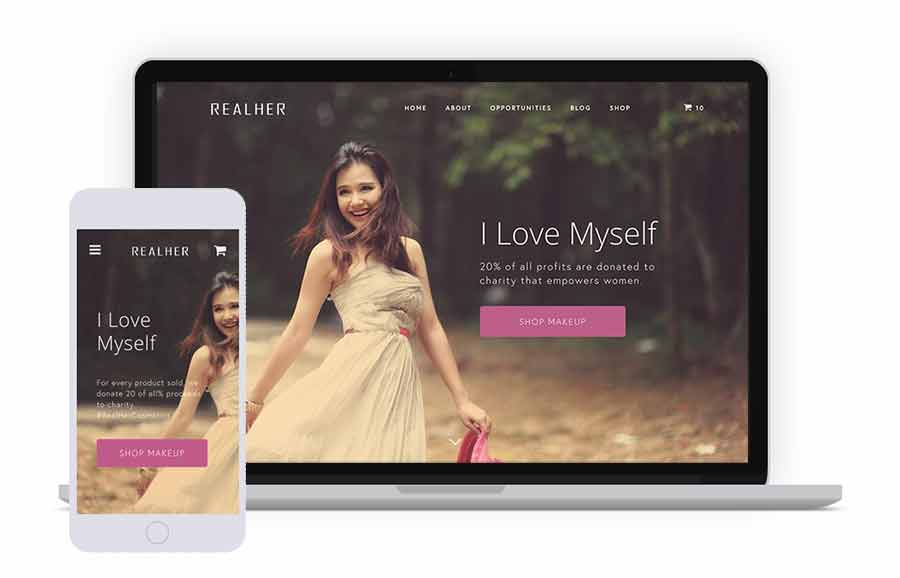 REALHER
HOME ABOUT OPPORTUNITIES BLOG SHOP 10
I Love Myself
20% of all profits are donated to
charity that empowers women.
SHOP MAKEUP
REALHER
I Love
Myself
For every product sold, we
donate 20 of all% proceeds
to charity.
SHOP MAKEUP